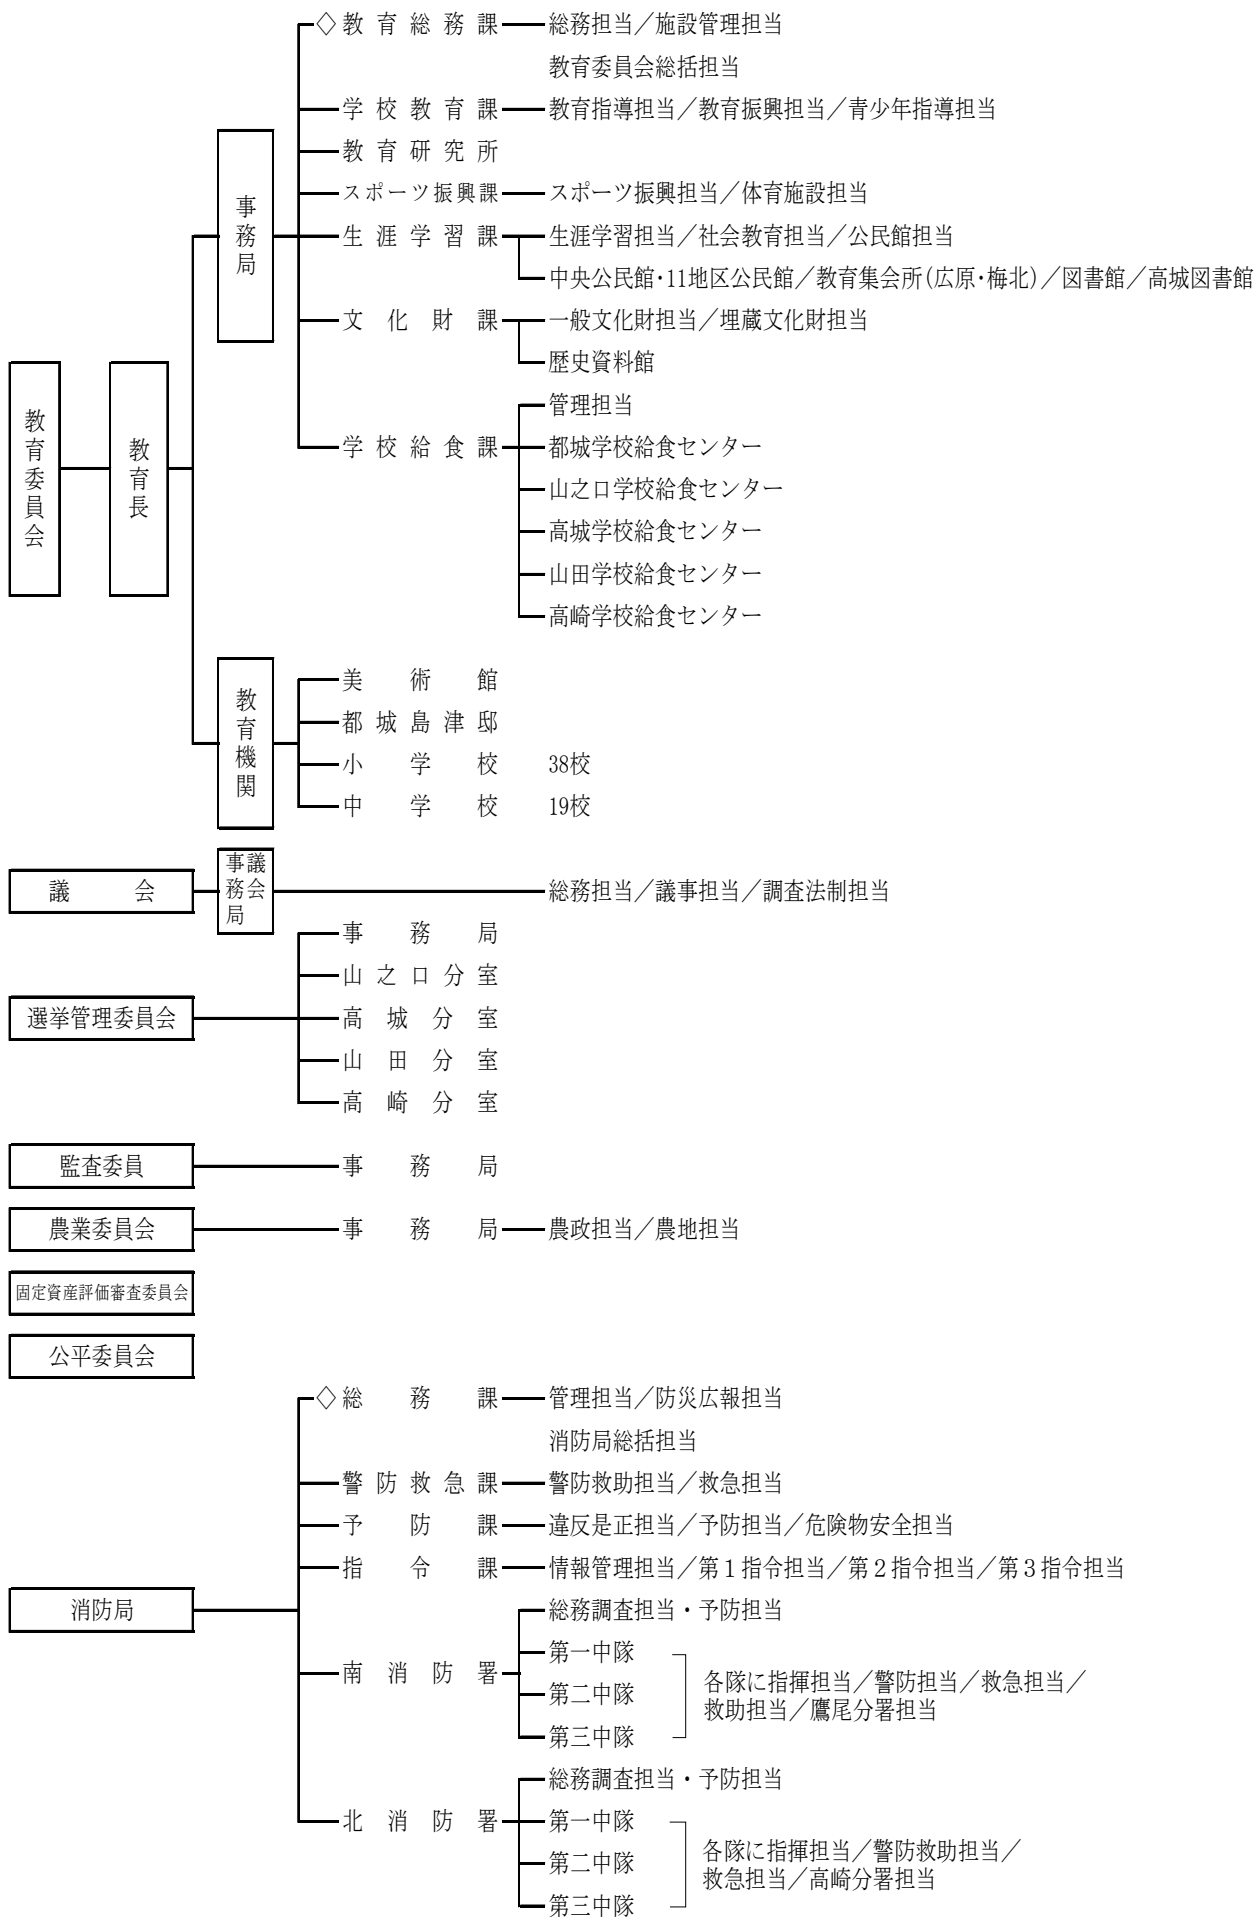 ◇教育総務課 総務担当／施設管理担当
教育委員会総括担当
学校教育課 教育指導担当／教育振興担当／青少年指導担当
教育研究所
スポーツ振興課 スポーツ振興担当／体育施設担当
事務局
生涯学習課 生涯学習担当／社会教育担当／公民館担当
中央公民館・11地区公民館／教育集会所(広原・梅北)／図書館／高城図書館
文化財課 一般文化財担当／埋蔵文化財担当
歴史資料館
教育委員会
教育長
管理担当
学校給食課 都城学校給食センター
山之口学校給食センター
高城学校給食センター
山田学校給食センター
高崎学校給食センター
教育機関
美術館
都城島津邸
小学校 38校
中学校 19校
議会
議会事務局
総務担当／議事担当／調査法制担当
事務局
山之口分室
選挙管理委員会 高城分室
山田分室
高崎分室
監査委員 事務局
農業委員会 事務局 農政担当／農地担当
固定資産評価審査委員会
公平委員会
◇総務課 管理担当／防災広報担当
消防局総括担当
警防救急課 警防救助担当／救急担当
予防課 違反是正担当／予防担当／危険物安全担当
指令課 情報管理担当／第１指令担当／第２指令担当／第３指令担当
消防局 総務調査担当・予防担当
第一中隊
南消防署
各隊に指揮担当／警防担当／救急担当／
第二中隊
救助担当／鷹尾分署担当
第三中隊
総務調査担当・予防担当
北消防署 第一中隊
各隊に指揮担当／警防救助担当／
第二中隊
救急担当／高崎分署担当
第三中隊